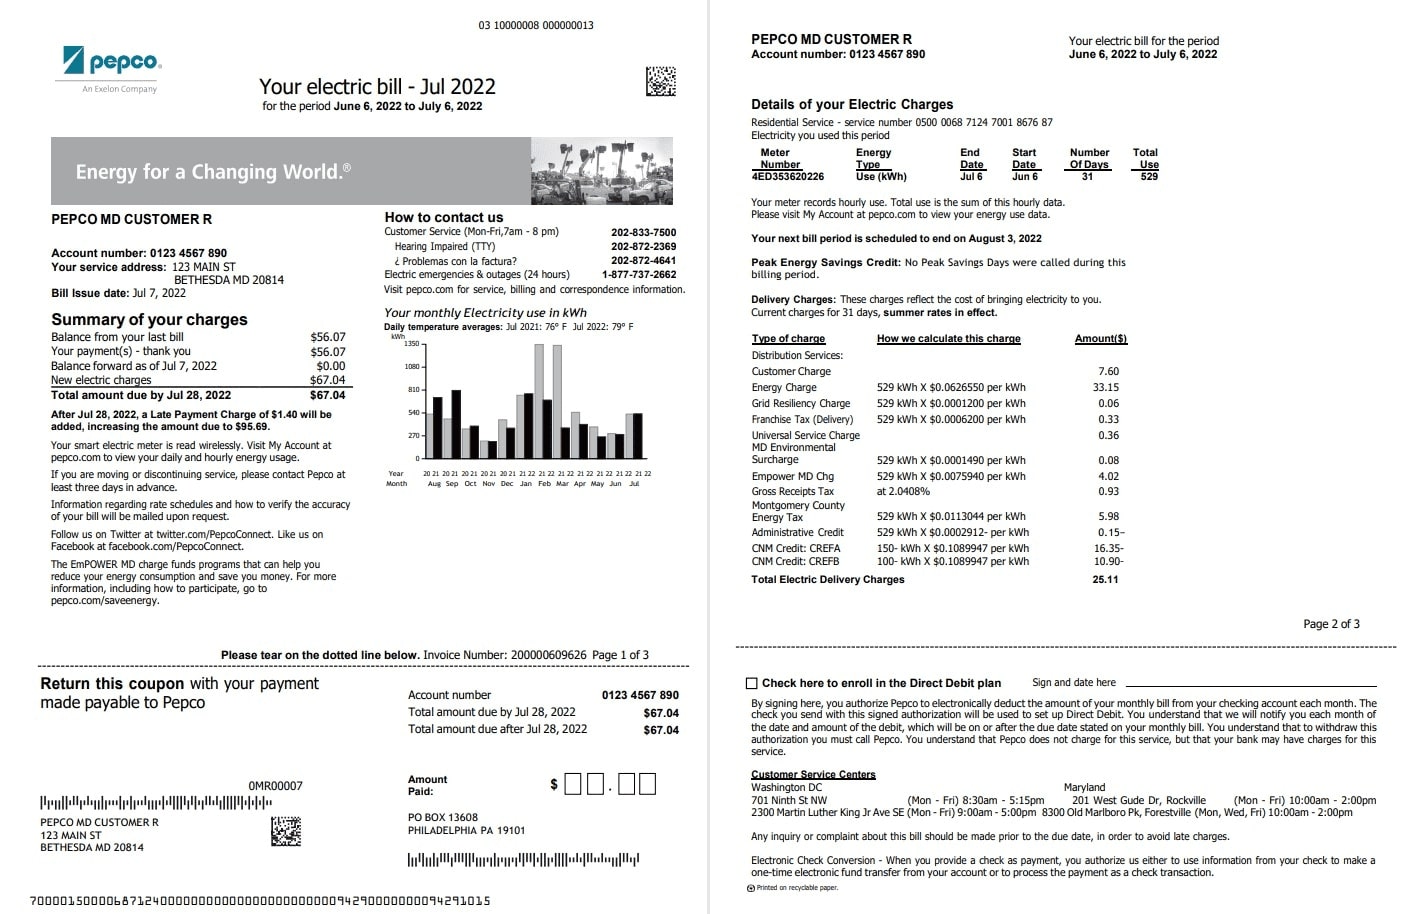 03 10000008 000000013
pepco®
An Exelon Company
Your electric bill - Jul 2022
for the period June 6, 2022 to July 6, 2022
Energy for a Changing World.®
PEPCO MD CUSTOMER R
Account number: 0123 4567 890
Your service address: 123 MAIN ST
BETHESDA MD 20814
Bill Issue date: Jul 7, 2022
Summary of your charges
Balance from your last bill $56.07
Your payment(s) - thank you $56.07
Balance forward as of Jul 7, 2022 $0.00
New electric charges $67.04
Total amount due by Jul 28, 2022 $67.04
After Jul 28, 2022, a Late Payment Charge of $1.40 will be
added, increasing the amount due to $95.69.
Your smart electric meter is read wirelessly. Visit My Account at
pepco.com to view your daily and hourly energy usage.
If you are moving or discontinuing service, please contact Pepco at
least three days in advance.
Information regarding rate schedules and how to verify the accuracy
of your bill will be mailed upon request.
Follow us on Twitter at twitter.com/PepcoConnect. Like us on
Facebook at facebook.com/PepcoConnect.
The EmPOWER MD charge funds programs that can help you
reduce your energy consumption and save you money. For more
information, including how to participate, go to
pepco.com/saveenergy.
How to contact us
Customer Service (Mon-Fri,7am - 8 pm) 202-833-7500
Hearing Impaired (TTY) 202-872-2369
¿ Problemas con la factura? 202-872-4641
Electric emergencies & outages (24 hours) 1-877-737-2662
Visit pepco.com for service, billing and correspondence information.
Your monthly Electricity use in kWh
Daily temperature averages: Jul 2021: 76° F Jul 2022: 79° F
kWh
1350
1080
810
540
270
0
Year 20 21 20 21 20 21 20 21 20 21 21 22 21 22 21 22 21 22 21 22 21 22 21 22
Month Aug Sep Oct Nov Dec Jan Feb Mar Apr May Jun Jul
Please tear on the dotted line below. Invoice Number: 200000609626 Page 1 of 3
Return this coupon with your payment
made payable to Pepco
Account number 0123 4567 890
Total amount due by Jul 28, 2022 $67.04
Total amount due after Jul 28, 2022 $67.04
Amount
Paid: $ .
0MR00007
PEPCO MD CUSTOMER R
123 MAIN ST
BETHESDA MD 20814
PO BOX 13608
PHILADELPHIA PA 19101
PEPCO MD CUSTOMER R
Account number: 0123 4567 890
Your electric bill for the period
June 6, 2022 to July 6, 2022
Details of your Electric Charges
Residential Service - service number 0500 0068 7124 7001 8676 87
Electricity you used this period
Meter Energy End Start Number Total
Number Type Date Date Of Days Use
4ED353620226 Use (kWh) Jul 6 Jun 6 31 529
Your meter records hourly use. Total use is the sum of this hourly data.
Please visit My Account at pepco.com to view your energy use data.
Your next bill period is scheduled to end on August 3, 2022
Peak Energy Savings Credit: No Peak Savings Days were called during this
billing period.
Delivery Charges: These charges reflect the cost of bringing electricity to you.
Current charges for 31 days, summer rates in effect.
Type of charge How we calculate this charge Amount($)
Distribution Services:
Customer Charge 7.60
Energy Charge 529 kWh X $0.0626550 per kWh 33.15
Grid Resiliency Charge 529 kWh X $0.0001200 per kWh 0.06
Franchise Tax (Delivery) 529 kWh X $0.0006200 per kWh 0.33
Universal Service Charge 0.36
MD Environmental
Surcharge 529 kWh X $0.0001490 per kWh 0.08
Empower MD Chg 529 kWh X $0.0075940 per kWh 4.02
Gross Receipts Tax at 2.0408% 0.93
Montgomery County
Energy Tax 529 kWh X $0.0113044 per kWh 5.98
Administrative Credit 529 kWh X $0.0002912- per kWh 0.15-
CNM Credit: CREFA 150- kWh X $0.1089947 per kWh 16.35-
CNM Credit: CREFB 100- kWh X $0.1089947 per kWh 10.90-
Total Electric Delivery Charges 25.11
Page 2 of 3
Check here to enroll in the Direct Debit plan Sign and date here
By signing here, you authorize Pepco to electronically deduct the amount of your monthly bill from your checking account each month. The
check you send with this signed authorization will be used to set up Direct Debit. You understand that we will notify you each month of
the date and amount of the debit, which will be on or after the due date stated on your monthly bill. You understand that to withdraw this
authorization you must call Pepco. You understand that Pepco does not charge for this service, but that your bank may have charges for this
service.
Customer Service Centers
Washington DC Maryland
701 Ninth St NW (Mon - Fri) 8:30am - 5:15pm 201 West Gude Dr, Rockville (Mon - Fri) 10:00am - 2:00pm
2300 Martin Luther King Jr Ave SE (Mon - Fri) 9:00am - 5:00pm 8300 Old Marlboro Pk, Forestville (Mon, Wed, Fri) 10:00am - 2:00pm
Any inquiry or complaint about this bill should be made prior to the due date, in order to avoid late charges.
Electronic Check Conversion - When you provide a check as payment, you authorize us either to use information from your check to make a
one-time electronic fund transfer from your account or to process the payment as a check transaction.
Printed on recyclable paper.